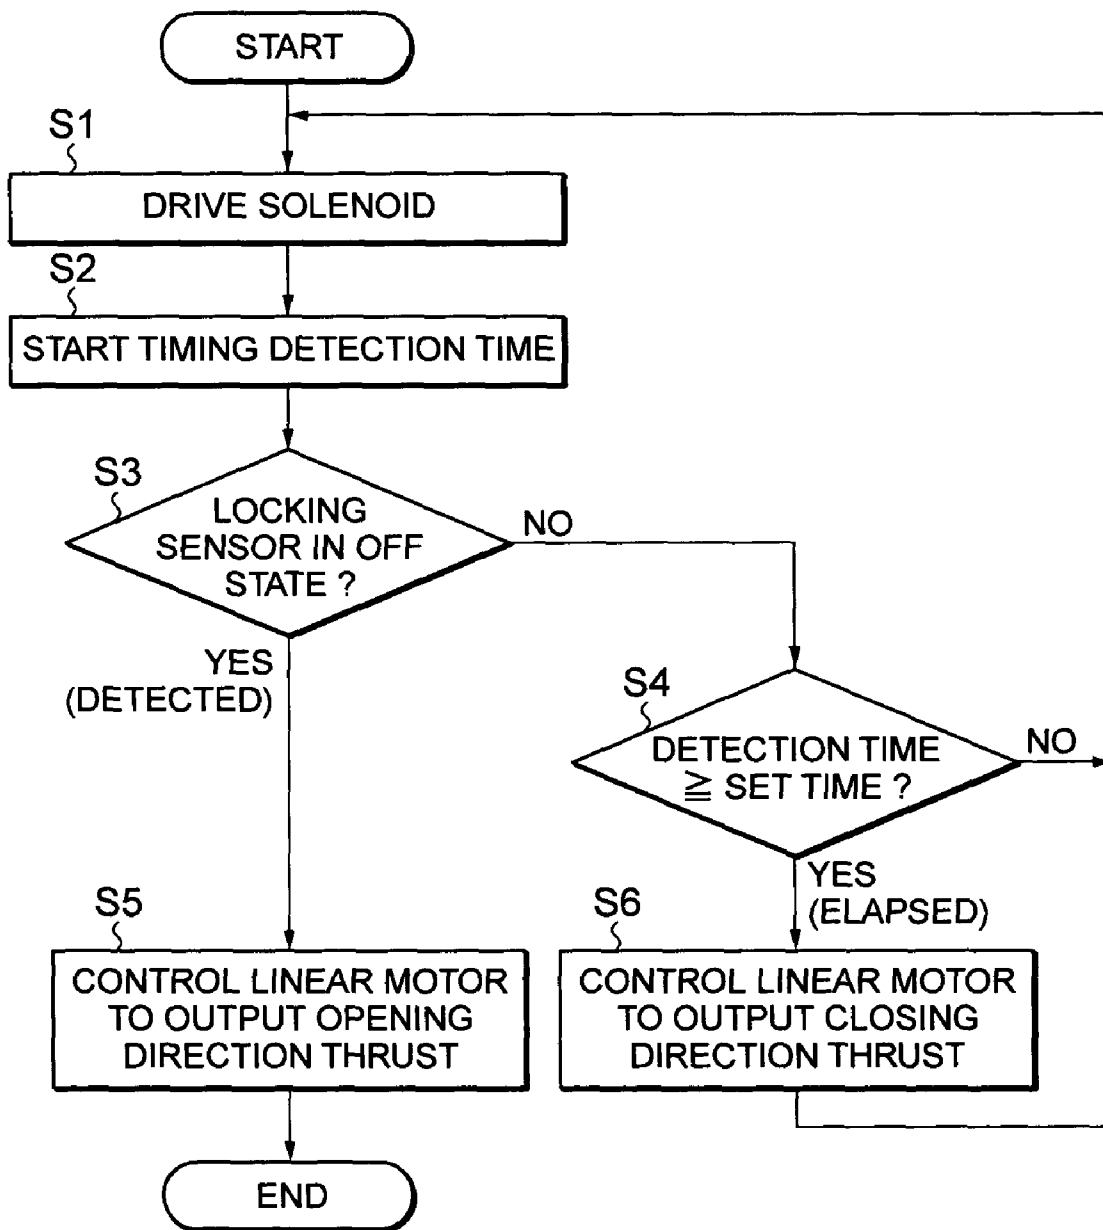 START
S1
DRIVE SOLENOID
S2
START TIMING DETECTION TIME
S3
LOCKING
SENSOR IN OFF
STATE ?
NO
YES
(DETECTED)
S4
DETECTION TIME
≧ SET TIME ?
NO
YES
(ELAPSED)
S5
CONTROL LINEAR MOTOR
TO OUTPUT OPENING
DIRECTION THRUST
S6
CONTROL LINEAR MOTOR
TO OUTPUT CLOSING
DIRECTION THRUST
END